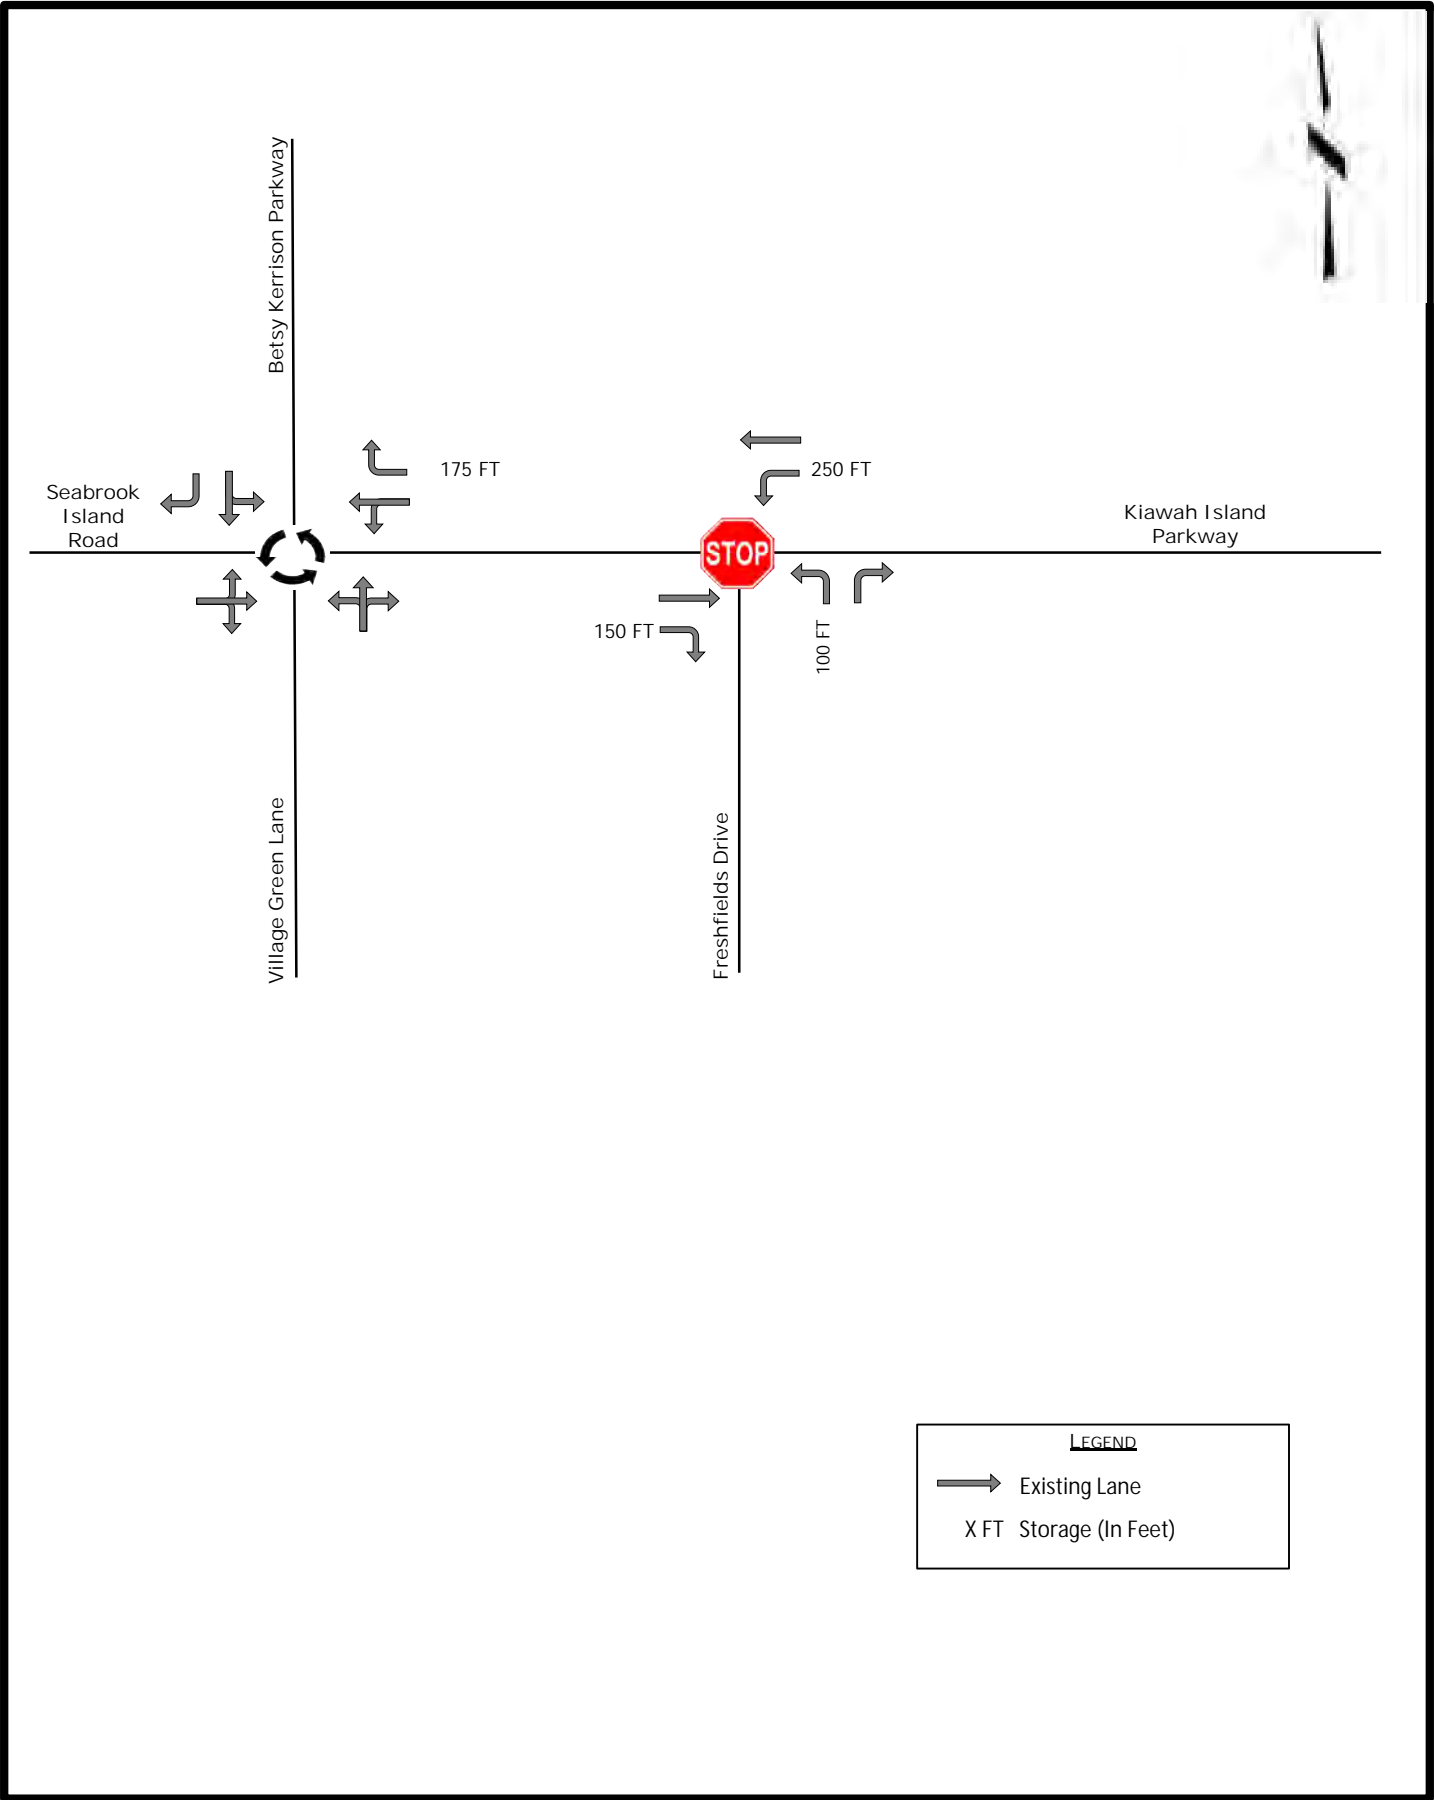 Betsy Kerrison Parkway
175 FT
250 FT
Seabrook
Island
Road
Kiawah Island
Parkway
STOP
150 FT
100 FT
Village Green Lane
Freshfields Drive
LEGEND
Existing Lane
X FT Storage (In Feet)